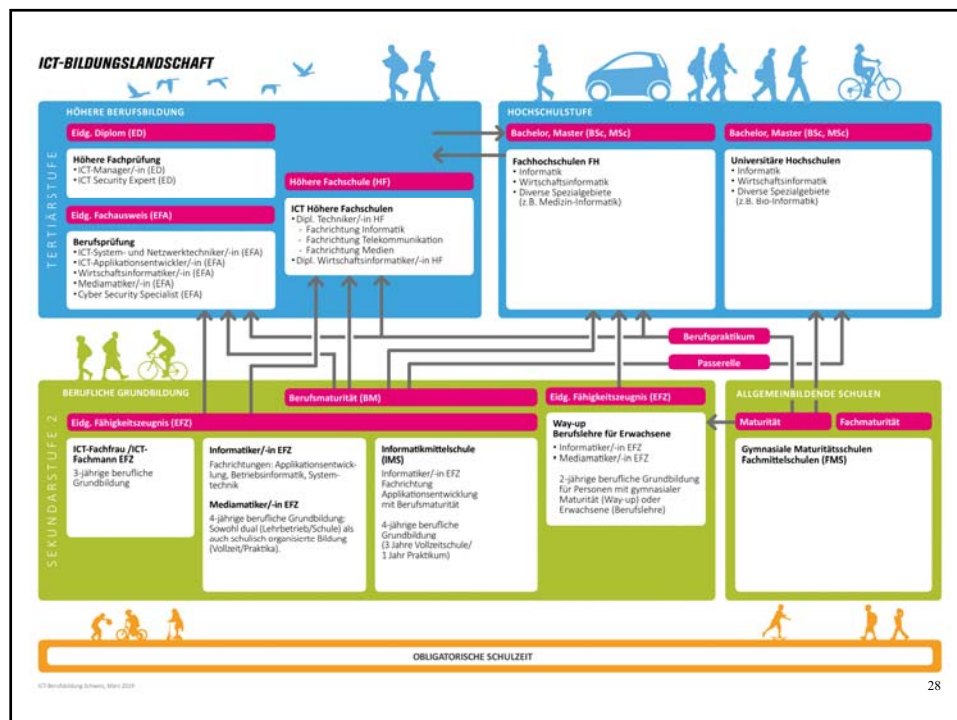 ICT-BILDUNGSLANDSCHAFT
TERTIÄRSTUFE
HÖHERE BERUFSBILDUNG
Eidg. Diplom (ED)
Höhere Fachprüfung
• ICT-Manager/-in (ED)
• ICT Security Expert (ED)
Eidg. Fachausweis (EFA)
Berufsprüfung
• ICT-System- und Netzwerktechniker/-in (EFA)
• ICT-Applikationsentwickler/-in (EFA)
• Wirtschaftsinformatiker/-in (EFA)
• Mediamatiker/-in (EFA)
• Cyber Security Specialist (EFA)
Höhere Fachschule (HF)
ICT Höhere Fachschulen
• Dipl. Techniker/-in HF
- Fachrichtung Informatik
- Fachrichtung Telekommunikation
- Fachrichtung Medien
• Dipl. Wirtschaftsinformatiker/-in HF
HOCHSCHULSTUFE
Bachelor, Master (BSc, MSc)
Fachhochschulen FH
• Informatik
• Wirtschaftsinformatik
• Diverse Spezialgebiete
(z.B. Medizin-Informatik)
Bachelor, Master (BSc, MSc)
Universitäre Hochschulen
• Informatik
• Wirtschaftsinformatik
• Diverse Spezialgebiete
(z.B. Bio-Informatik)
Berufspraktikum
Passerelle
SEKUNDARSTUFE 2
BERUFLICHE GRUNDBILDUNG
Berufsmaturität (BM)
Eidg. Fähigkeitszeugnis (EFZ)
ICT-Fachfrau /ICT-
Fachmann EFZ
3-jährige berufliche
Grundbildung
Informatiker/-in EFZ
Fachrichtungen: Applikationsentwick-
lung, Betriebsinformatik, System-
technik
Mediamatiker/-in EFZ
4-jährige berufliche Grundbildung:
Sowohl dual (Lehrbetrieb/Schule) als
auch schulisch organisierte Bildung
(Vollzeit/Praktika).
Informatikmittelschule
(IMS)
Informatiker/-in EFZ
Fachrichtung
Applikationsentwicklung
mit Berufsmaturität
4-jährige berufliche
Grundbildung
(3 Jahre Vollzeitschule/
1 Jahr Praktikum)
Eidg. Fähigkeitszeugnis (EFZ)
Way-up
Berufslehre für Erwachsene
• Informatiker/-in EFZ
• Mediamatiker/-in EFZ
2-jährige berufliche Grundbildung
für Personen mit gymnasialer
Maturität (Way-up) oder
Erwachsene (Berufslehre)
ALLGEMEINBILDENDE SCHULEN
Maturität
Fachmaturität
Gymnasiale Maturitätsschulen
Fachmittelschulen (FMS)
OBLIGATORISCHE SCHULZEIT
ICT-Berufsbildung Schweiz, März 2019
28